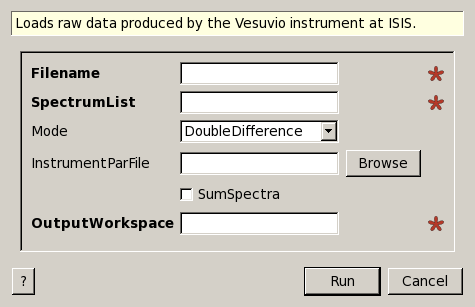 Loads raw data produced by the Vesuvio instrument at ISIS.
Filename
SpectrumList
Mode DoubleDifference
InstrumentParFile Browse
SumSpectra
OutputWorkspace
? Run Cancel